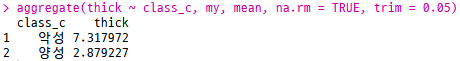 > aggregate(thick ~ class_c, my, mean, na.rm = TRUE, trim = 0.05)
  class_c    thick
1    악성 7.317972
2    양성 2.879227